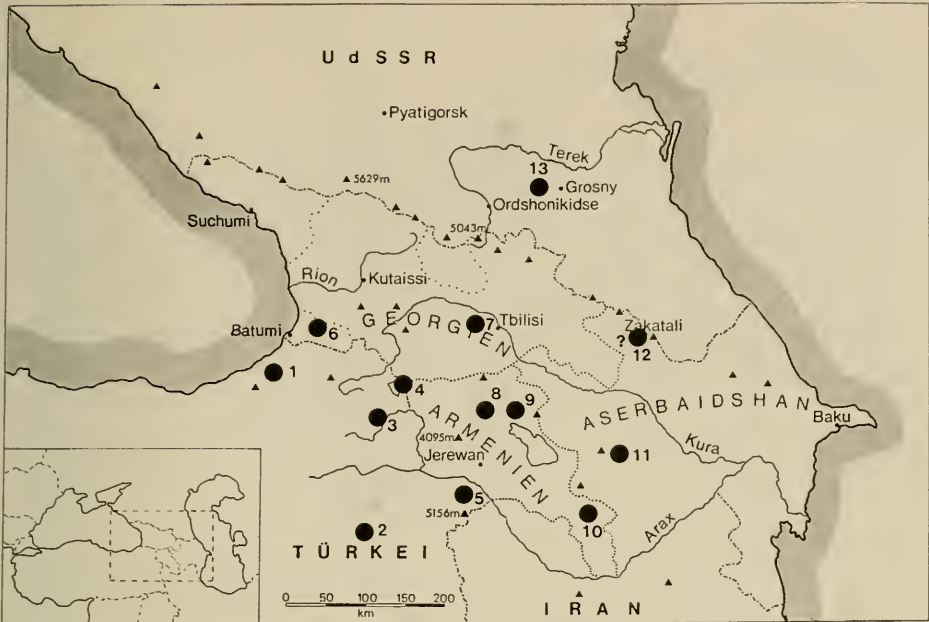 UdSSR
Pyatigorsk
Terek
13
Grosny
5629m
Ordshonikidse
Suchumi
5043m
Rion
Kutaissi
GEORGIEN
7
Tbilisi
Zakatali
?
12
Batumi
6
1
4
8
9
ASERBAIDSHAN
Baku
3
ARMENIEN
4095m
Jerewan
Kura
11
5
5156m
10
Arax
2
TÜRKEI
0 50 100 150 200
km
IRAN